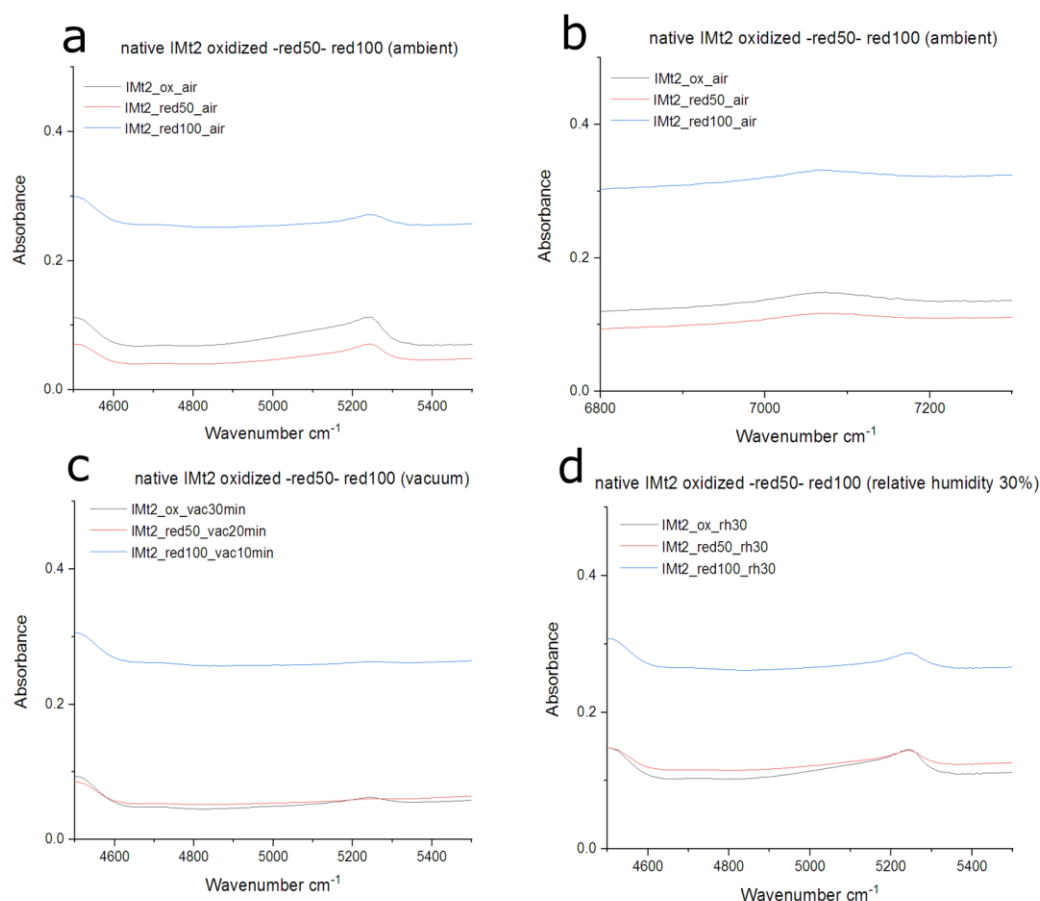 a
native IMt2 oxidized -red50- red100 (ambient)
IMt2_ox_air
IMt2_red50_air
IMt2_red100_air
Absorbance
0.4
0.2
0.0
4600 4800 5000 5200 5400
Wavenumber cm⁻¹
b
native IMt2 oxidized -red50- red100 (ambient)
IMt2_ox_air
IMt2_red50_air
IMt2_red100_air
Absorbance
0.4
0.2
0.0
6800 7000 7200
Wavenumber cm⁻¹
c
native IMt2 oxidized -red50- red100 (vacuum)
IMt2_ox_vac30min
IMt2_red50_vac20min
IMt2_red100_vac10min
Absorbance
0.4
0.2
0.0
4600 4800 5000 5200 5400
Wavenumber cm⁻¹
d
native IMt2 oxidized -red50- red100 (relative humidity 30%)
IMt2_ox_rh30
IMt2_red50_rh30
IMt2_red100_rh30
Absorbance
0.4
0.2
0.0
4600 4800 5000 5200 5400
Wavenumber cm⁻¹